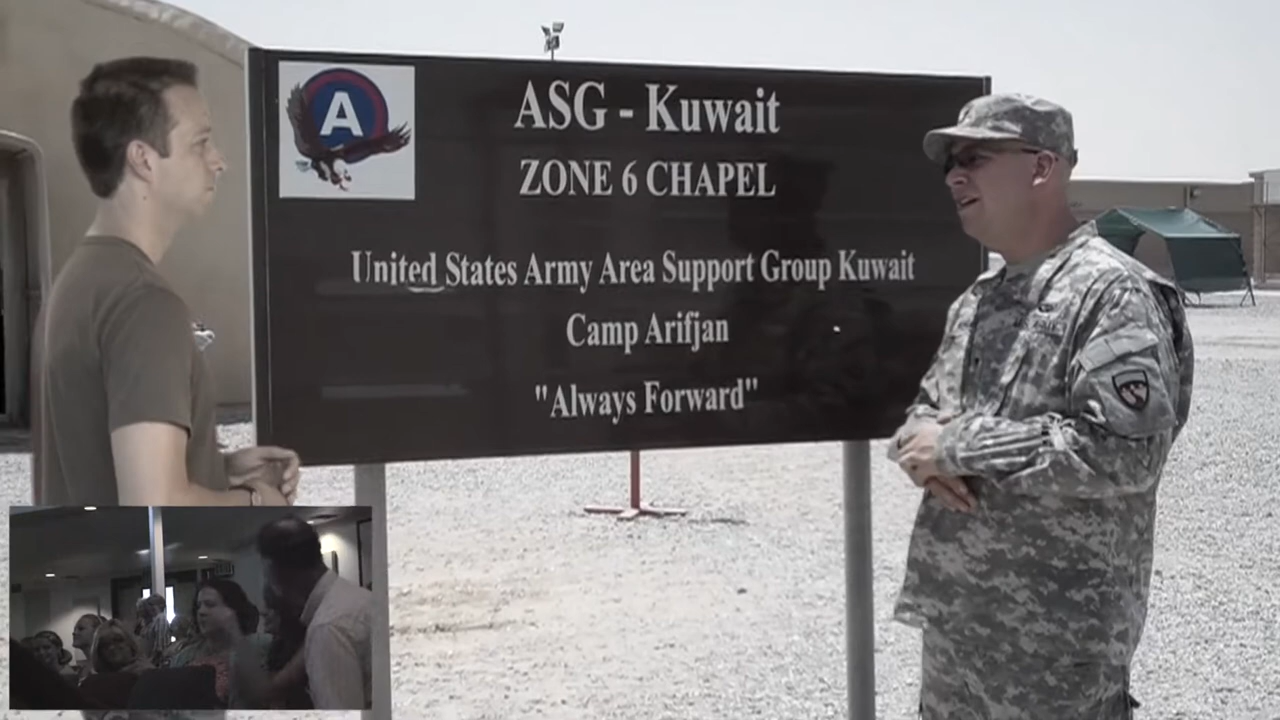 A
ASG - Kuwait
ZONE 6 CHAPEL
United States Army Area Support Group Kuwait
Camp Arifjan
"Always Forward"